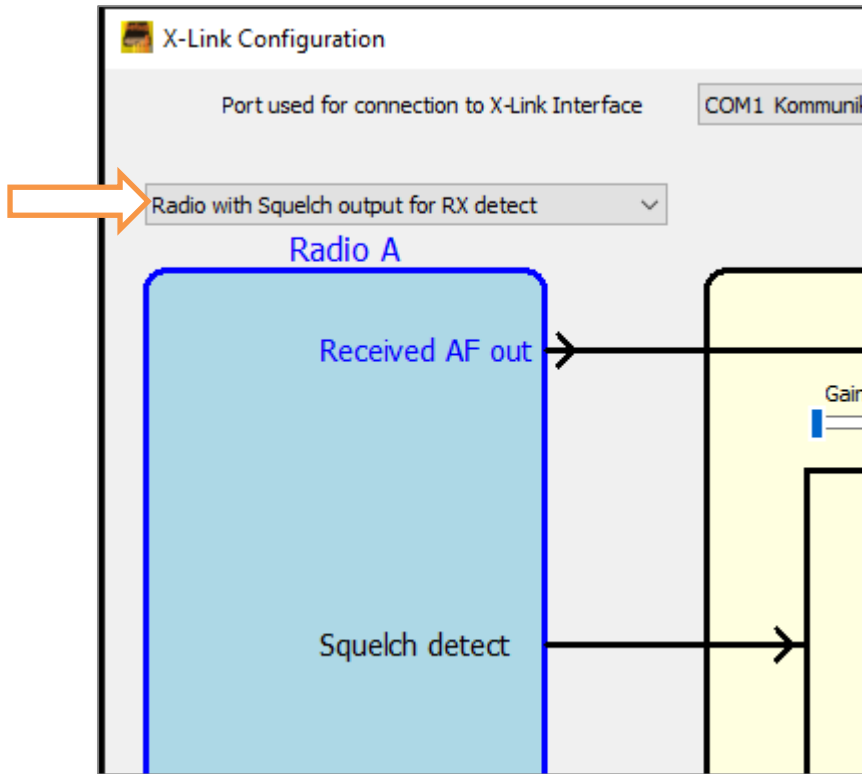 X-Link Configuration
Port used for connection to X-Link Interface
COM1 Kommuni
Radio with Squelch output for RX detect
Radio A
Received AF out
Gain
Squelch detect